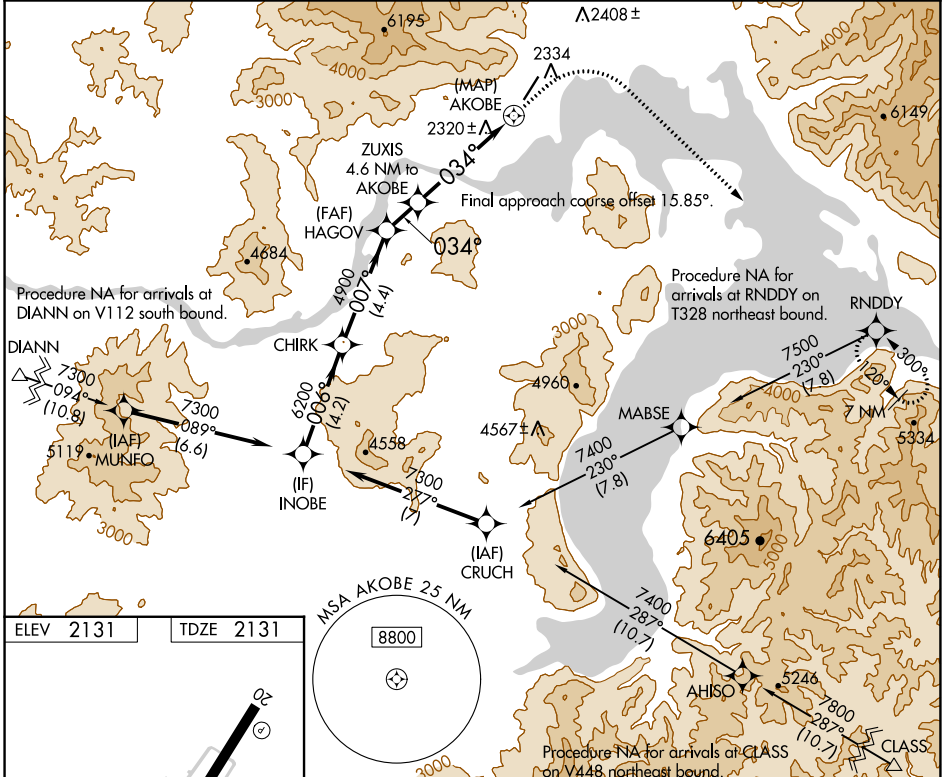 6195
2408 ±
4000
3000
2334
(MAP)
AKOBE
4000
6149
2320 ±
ZUXIS
4.6 NM to
AKOBE
034°
Final approach course offset 15.85°.
(FAF)
HAGOV
034°
4684
4900
007°
(4.4)
Procedure NA for arrivals at
DIANN on V112 south bound.
Procedure NA for
arrivals at RNDDY on
T328 northeast bound.
RNDDY
DIANN
7300
094°
(10.8)
CHIRK
3000
7500
230°
(7.8)
300°
120°
7 NM
7300
089°
(6.6)
6200
006°
(4.2)
4960
4000
MABSE
5334
(IAF)
MUNFO
5119
4558
4567 ±
7400
230°
(7.8)
(IF)
INOBE
7300
277°
(7)
3000
(IAF)
CRUCH
6405
3000
MSA AKOBE 25 NM
8800
7400
287°
(10.7)
ELEV 2131
TDZE 2131
AHISO
5246
20
P
7800
287°
(10.7)
CLASS
Procedure NA for arrivals at CLASS
on V448 northeast bound.
3000